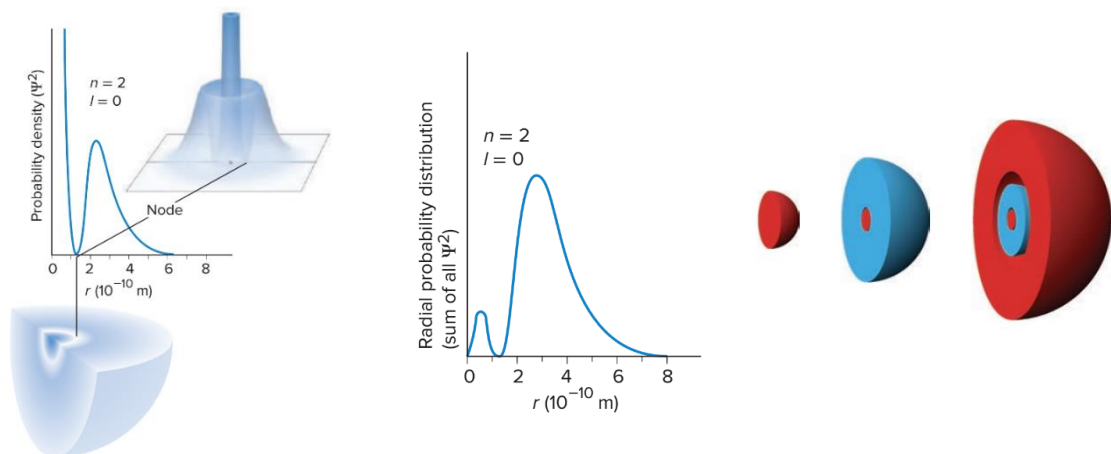 Probability density (Ψ²)
n = 2
l = 0
Node
0 2 4 6 8
r (10⁻¹⁰ m)
Radial probability distribution
(sum of all Ψ²)
n = 2
l = 0
0 2 4 6 8
r (10⁻¹⁰ m)